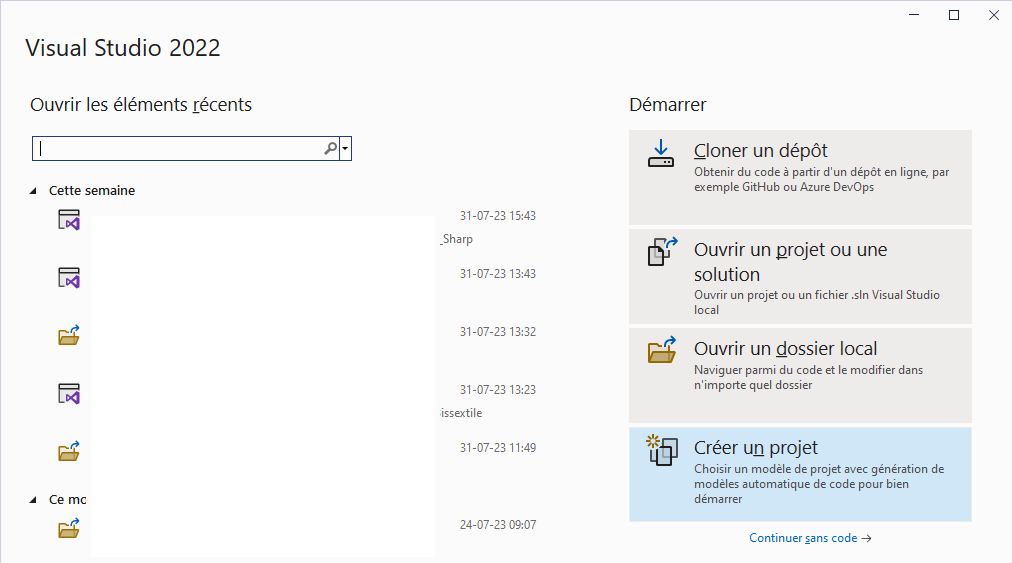 Visual Studio 2022
Ouvrir les éléments récents
Cette semaine
31-07-23 15:43
_Sharp
31-07-23 13:43
31-07-23 13:32
31-07-23 13:23
issextile
31-07-23 11:49
Ce mo
24-07-23 09:07
Démarrer
Cloner un dépôt
Obtenir du code à partir d'un dépôt en ligne, par
exemple GitHub ou Azure DevOps
Ouvrir un projet ou une
solution
Ouvrir un projet ou un fichier .sln Visual Studio
local
Ouvrir un dossier local
Naviguer parmi du code et le modifier dans
n'importe quel dossier
Créer un projet
Choisir un modèle de projet avec génération de
modèles automatique de code pour bien
démarrer
Continuer sans code →